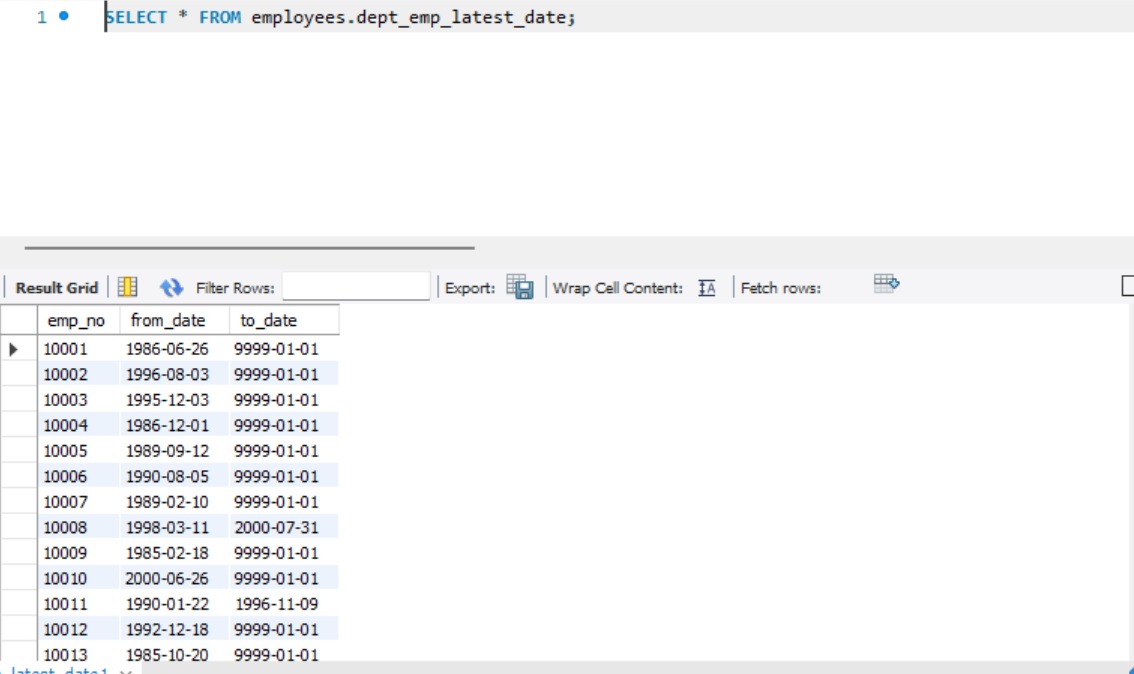 1 SELECT * FROM employees.dept_emp_latest_date;
Result Grid Filter Rows: Export: Wrap Cell Content: IA Fetch rows:
emp_no from_date to_date
10001 1986-06-26 9999-01-01
10002 1996-08-03 9999-01-01
10003 1995-12-03 9999-01-01
10004 1986-12-01 9999-01-01
10005 1989-09-12 9999-01-01
10006 1990-08-05 9999-01-01
10007 1989-02-10 9999-01-01
10008 1998-03-11 2000-07-31
10009 1985-02-18 9999-01-01
10010 2000-06-26 9999-01-01
10011 1990-01-22 1996-11-09
10012 1992-12-18 9999-01-01
10013 1985-10-20 9999-01-01